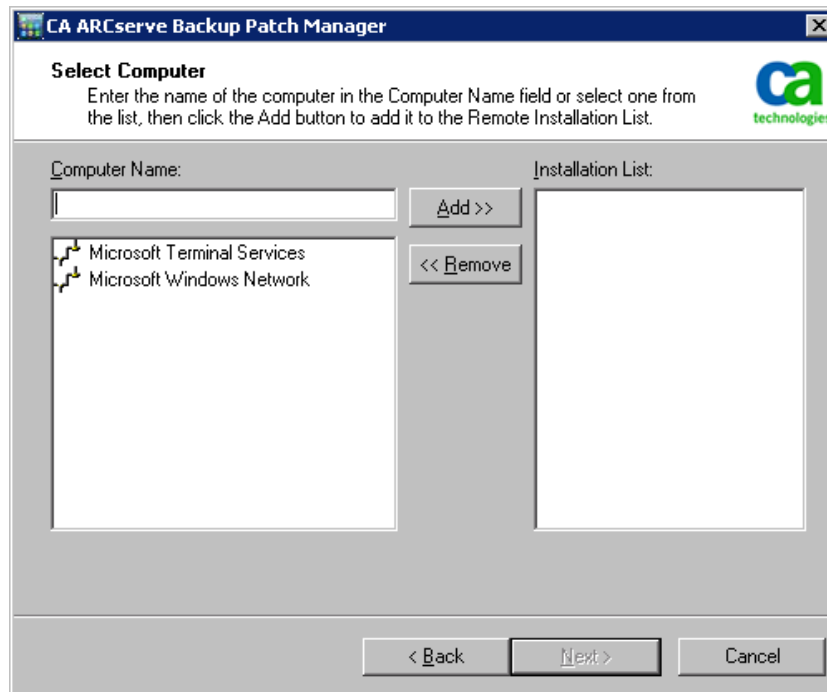 CA ARCserve Backup Patch Manager
Select Computer
Enter the name of the computer in the Computer Name field or select one from
the list, then click the Add button to add it to the Remote Installation List.
ca
technologies
Computer Name:
Installation List:
Add >>
Microsoft Terminal Services
<< Remove
Microsoft Windows Network
< Back
Next >
Cancel